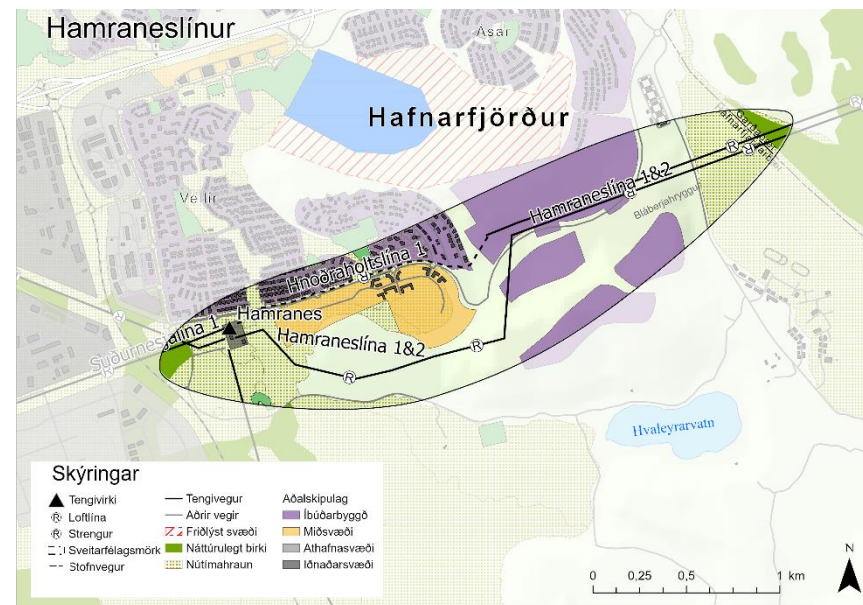 Hamraneslínur
Ásar
Hafnarfjörður
Vellir
Hamraneslína 1&2
Bláberjahryggur
Hnoðraholtslína 1
Hamranes
Hamraneslína 1&2
Hvaleyrarvatn
Skýringar
Tengivirki
Loftlína
Strengur
Sveitarfélagsmörk
Stofnvegur
Tengivegur
Aðrir vegir
Friðlýst svæði
Náttúrulegt birki
Nútímahraun
Aðalskipulag
Íbúðarbyggð
Miðsvæði
Athafnasvæði
Iðnaðarsvæði
N
0 0,25 0,5 1 km